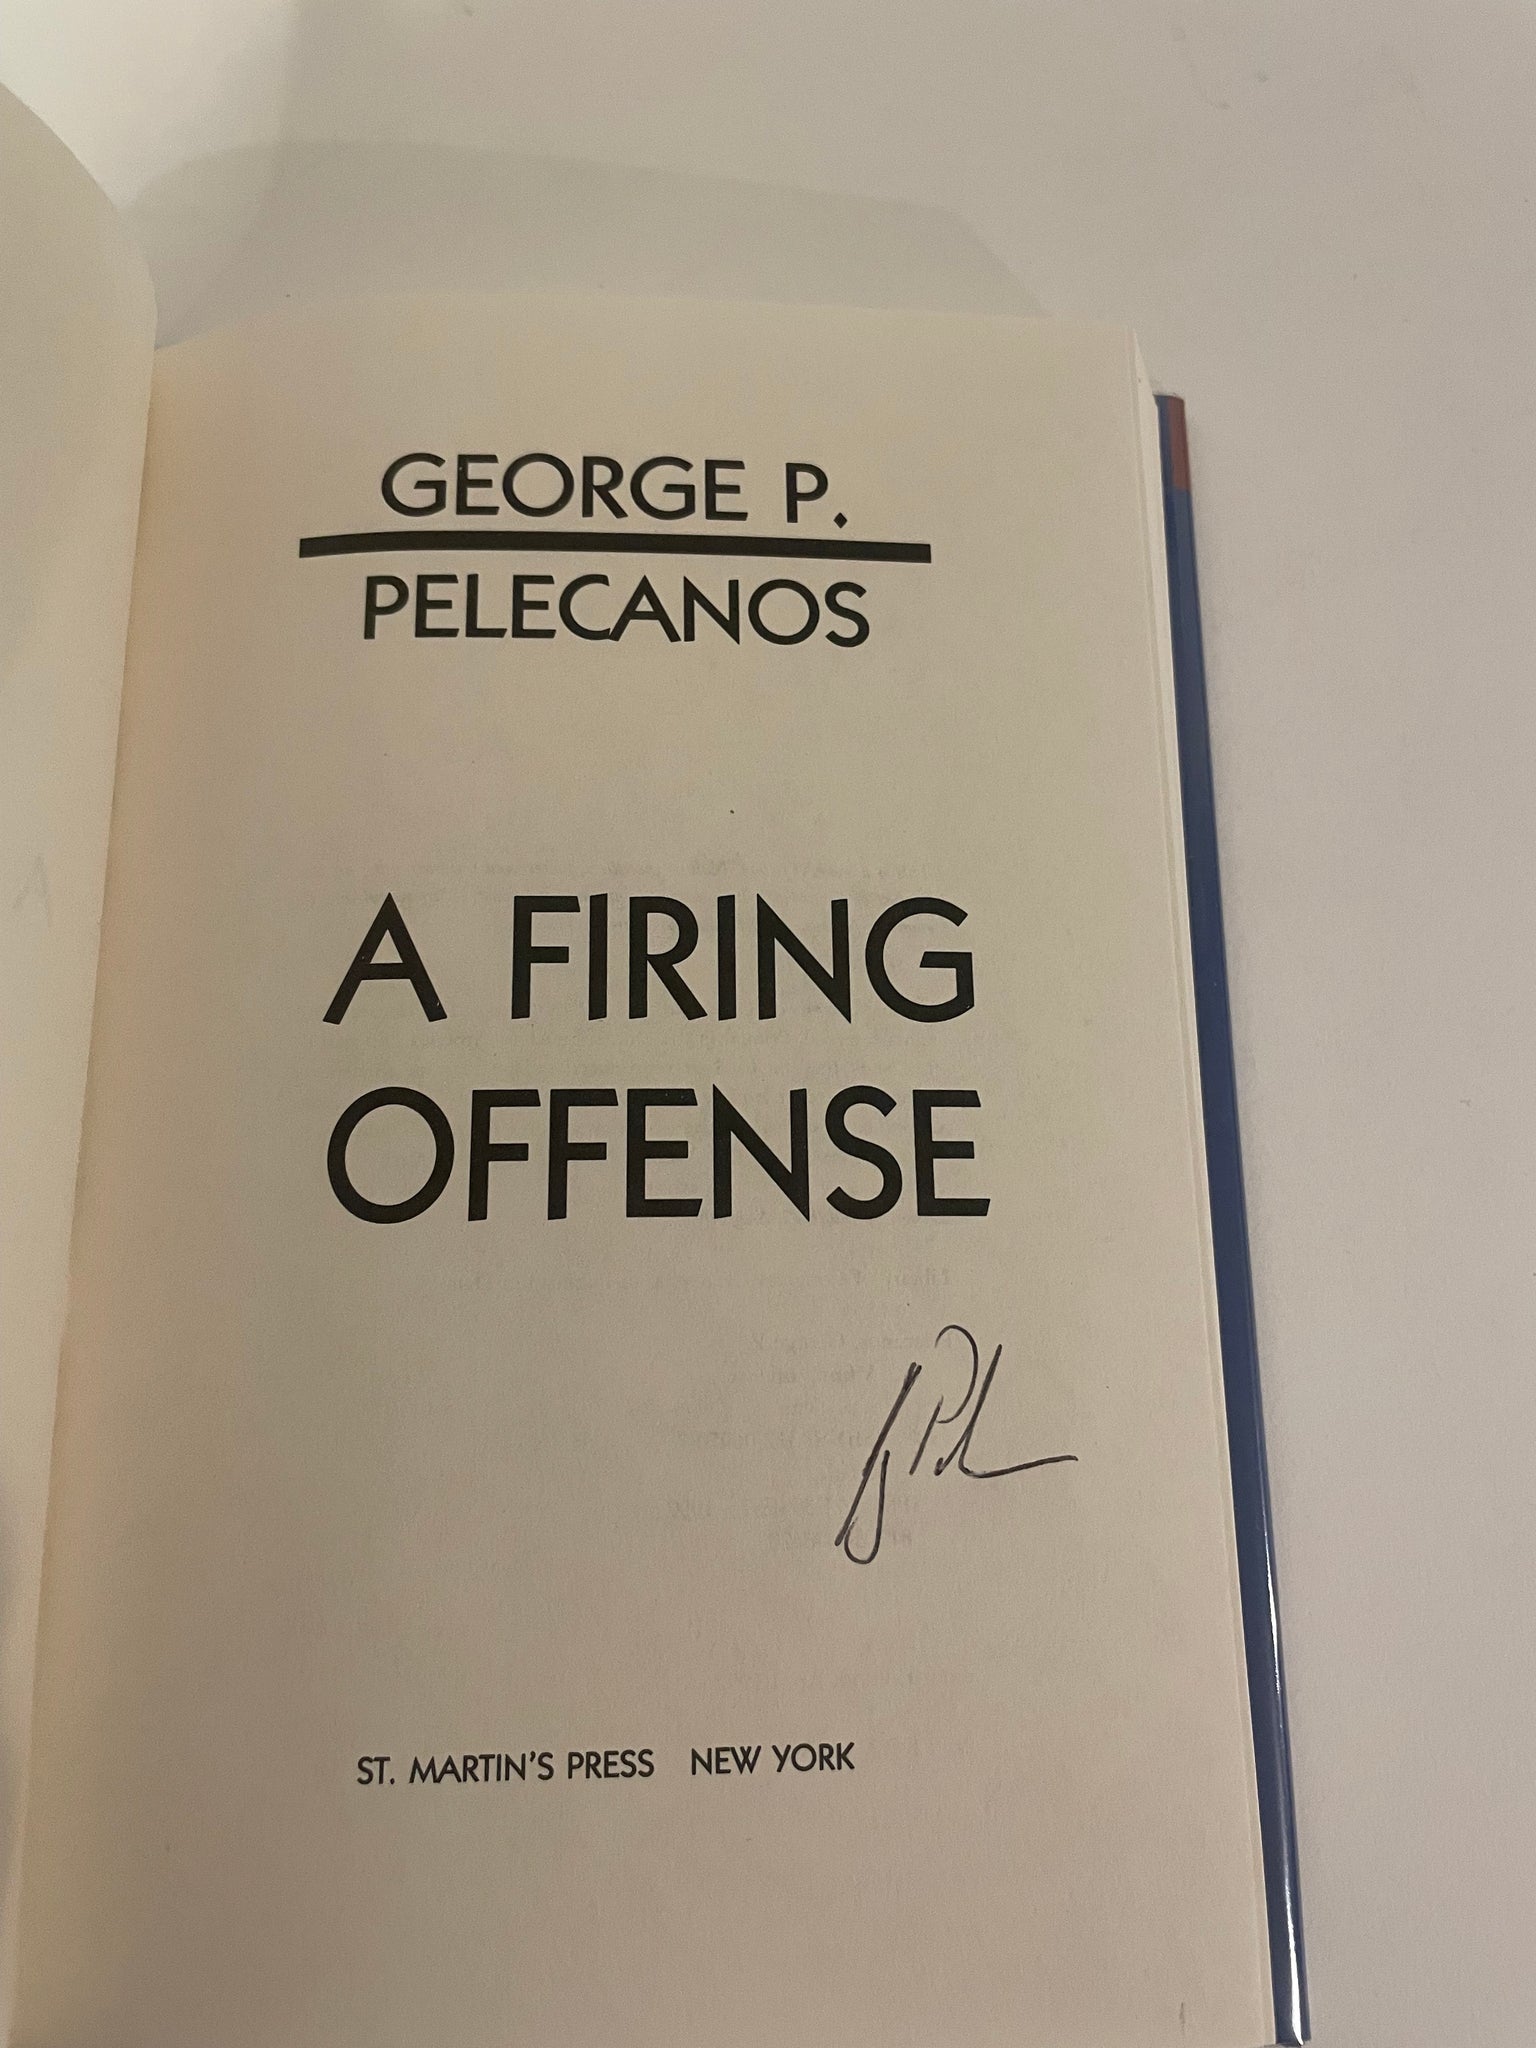 GEORGE P.
PELECANOS
A FIRING
OFFENSE
ST. MARTIN'S PRESS NEW YORK